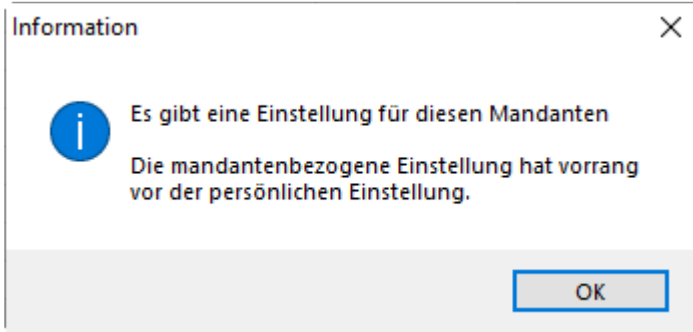 Information
Es gibt eine Einstellung für diesen Mandanten
Die mandantenbezogene Einstellung hat vorrang
vor der persönlichen Einstellung.
OK